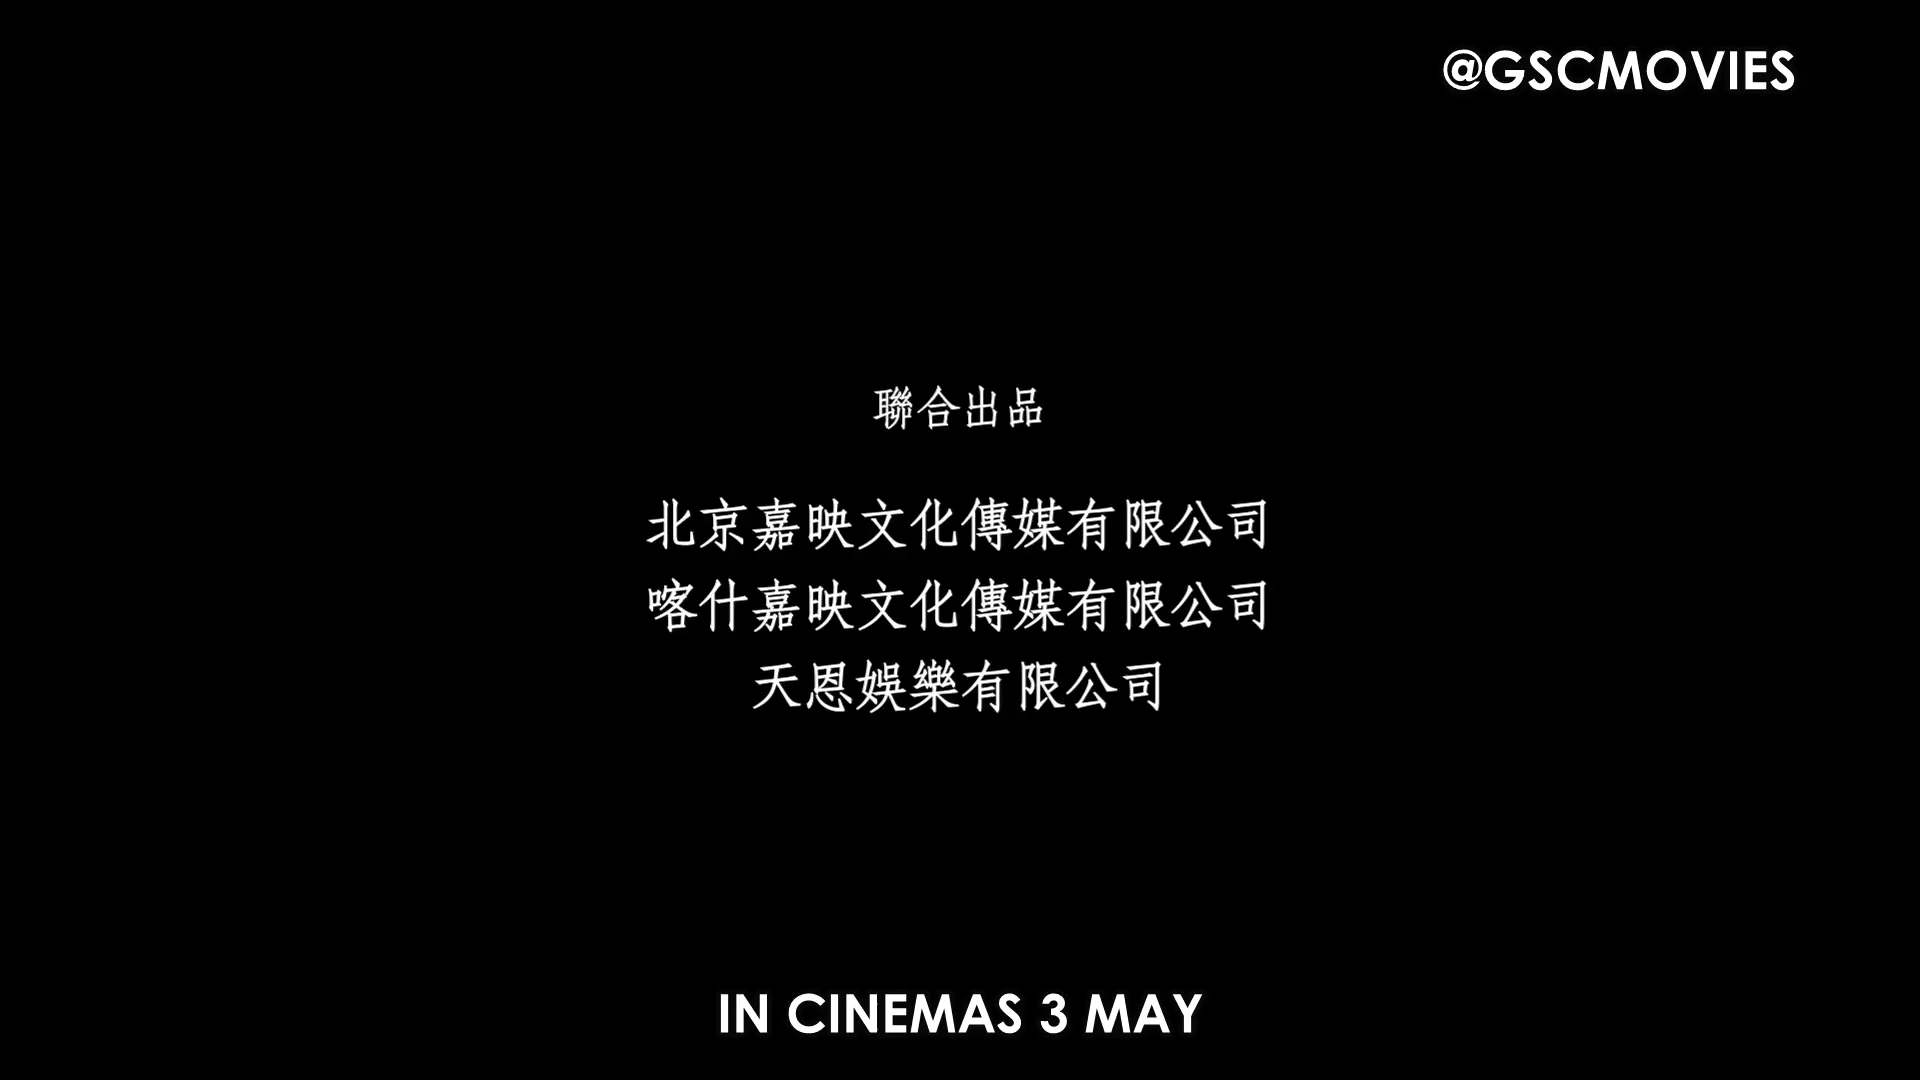 @GSCMOVIES
聯合出品
北京嘉映文化傳媒有限公司
喀什嘉映文化傳媒有限公司
天恩娛樂有限公司
IN CINEMAS 3 MAY